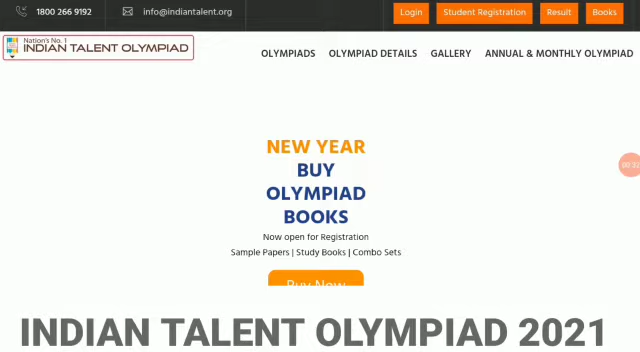 1800 266 9192 info@indiantalent.org Login Student Registration Result Books
Nation's No. 1
INDIAN TALENT OLYMPIAD
OLYMPIADS OLYMPIAD DETAILS GALLERY ANNUAL & MONTHLY OLYMPIAD
NEW YEAR
BUY
OLYMPIAD
BOOKS
Now open for Registration
Sample Papers | Study Books | Combo Sets
Buy Now
INDIAN TALENT OLYMPIAD 2021